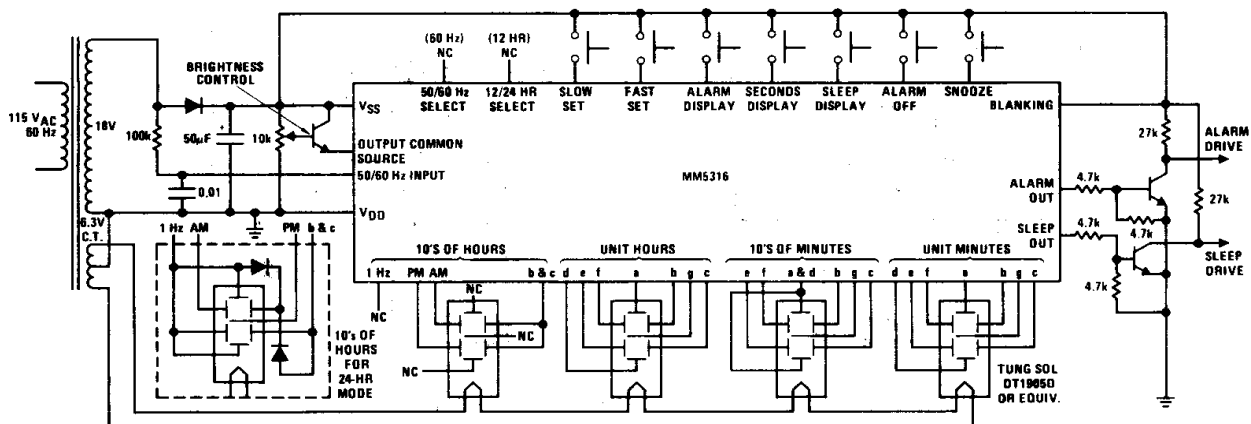 115 VAC
60 Hz
18V
6.3V
C.T.
BRIGHTNESS
CONTROL
100k
50µF
+
10k
0.01
(60 Hz)
NC
(12 HR)
NC
50/60 Hz
SELECT
12/24 HR
SELECT
SLOW
SET
FAST
SET
ALARM
DISPLAY
SECONDS
DISPLAY
SLEEP
DISPLAY
ALARM
OFF
SNOOZE
VSS
OUTPUT COMMON
SOURCE
50/60 Hz INPUT
VDD
MM5316
BLANKING
ALARM
OUT
SLEEP
OUT
27k
ALARM
DRIVE
4.7k
27k
4.7k
4.7k
SLEEP
DRIVE
4.7k
1 Hz AM PM b & c
10's OF
HOURS
FOR
24-HR
MODE
10'S OF HOURS
UNIT HOURS
10'S OF MINUTES
UNIT MINUTES
1 Hz PM AM b & c
d e f a b g c
e f a & d b g c
d e f a b g c
NC
NC
NC
NC
TUNG SOL
DT1965D
OR EQUIV.